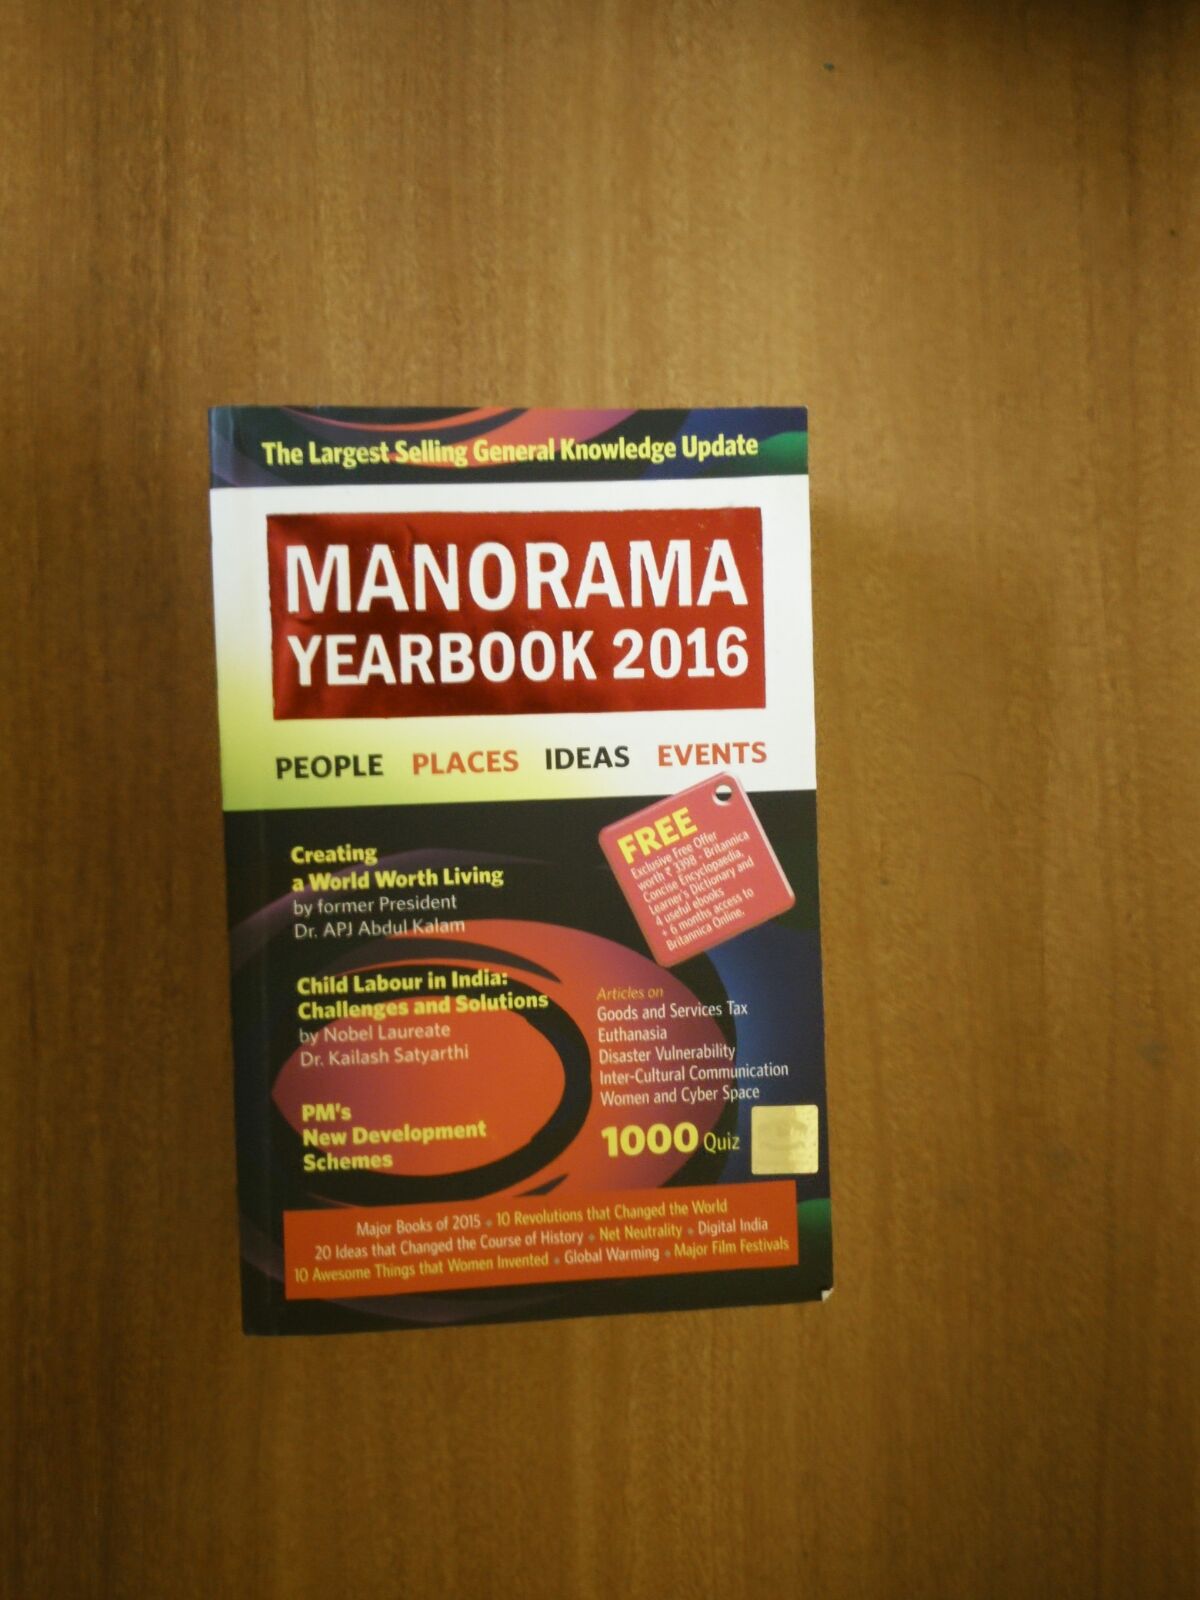 The Largest Selling General Knowledge Update
MANORAMA
YEARBOOK 2016
PEOPLE PLACES IDEAS EVENTS
FREE
Exclusive Free Offer
worth ₹ 3398 - Britannica
Concise Encyclopaedia,
Learner's Dictionary and
4 useful ebooks
+ 6 months access to
Britannica Online.
Creating
a World Worth Living
by former President
Dr. APJ Abdul Kalam
Child Labour in India:
Challenges and Solutions
by Nobel Laureate
Dr. Kailash Satyarthi
PM's
New Development
Schemes
Articles on
Goods and Services Tax
Euthanasia
Disaster Vulnerability
Inter-Cultural Communication
Women and Cyber Space
1000 Quiz
Major Books of 2015 • 10 Revolutions that Changed the World
20 Ideas that Changed the Course of History • Net Neutrality • Digital India
10 Awesome Things that Women Invented • Global Warming • Major Film Festivals